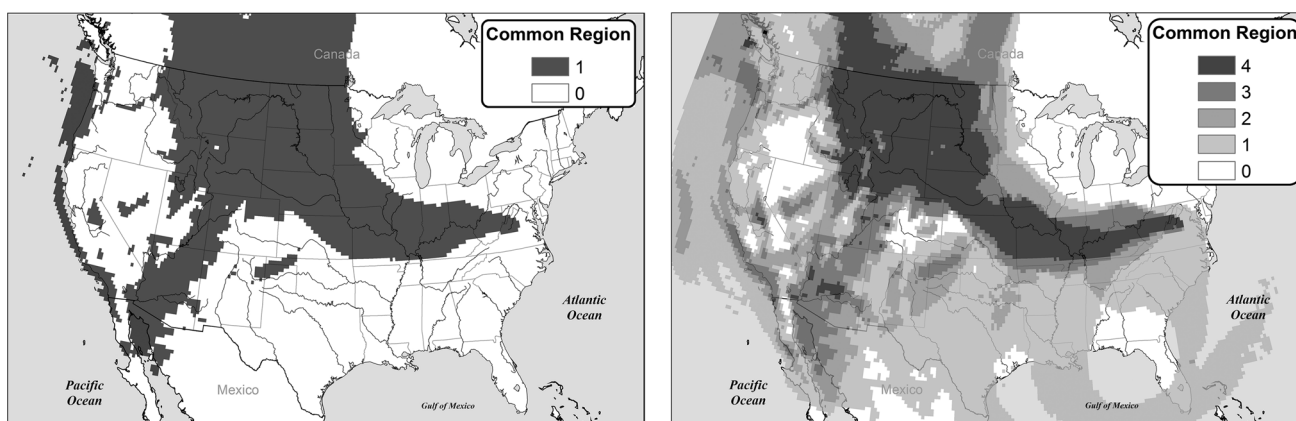 Common Region
1
0
Canada
Atlantic
Ocean
Pacific
Ocean
Mexico
Gulf of Mexico
Common Region
4
3
2
1
0
Canada
Atlantic
Ocean
Pacific
Ocean
Mexico
Gulf of Mexico